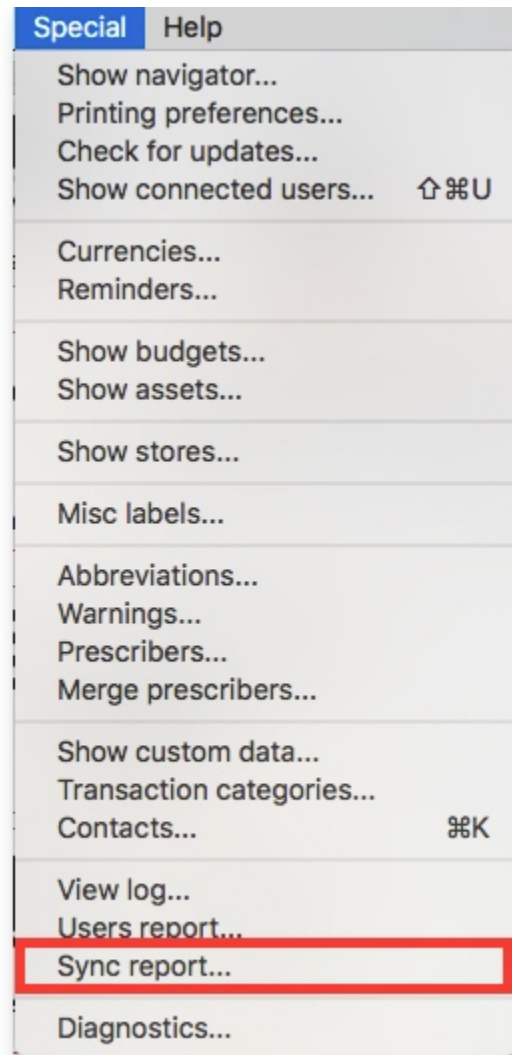 Special Help
Show navigator...
Printing preferences...
Check for updates...
Show connected users... ⇧⌘U
Currencies...
Reminders...
Show budgets...
Show assets...
Show stores...
Misc labels...
Abbreviations...
Warnings...
Prescribers...
Merge prescribers...
Show custom data...
Transaction categories...
Contacts... ⌘K
View log...
Users report...
Sync report...
Diagnostics...